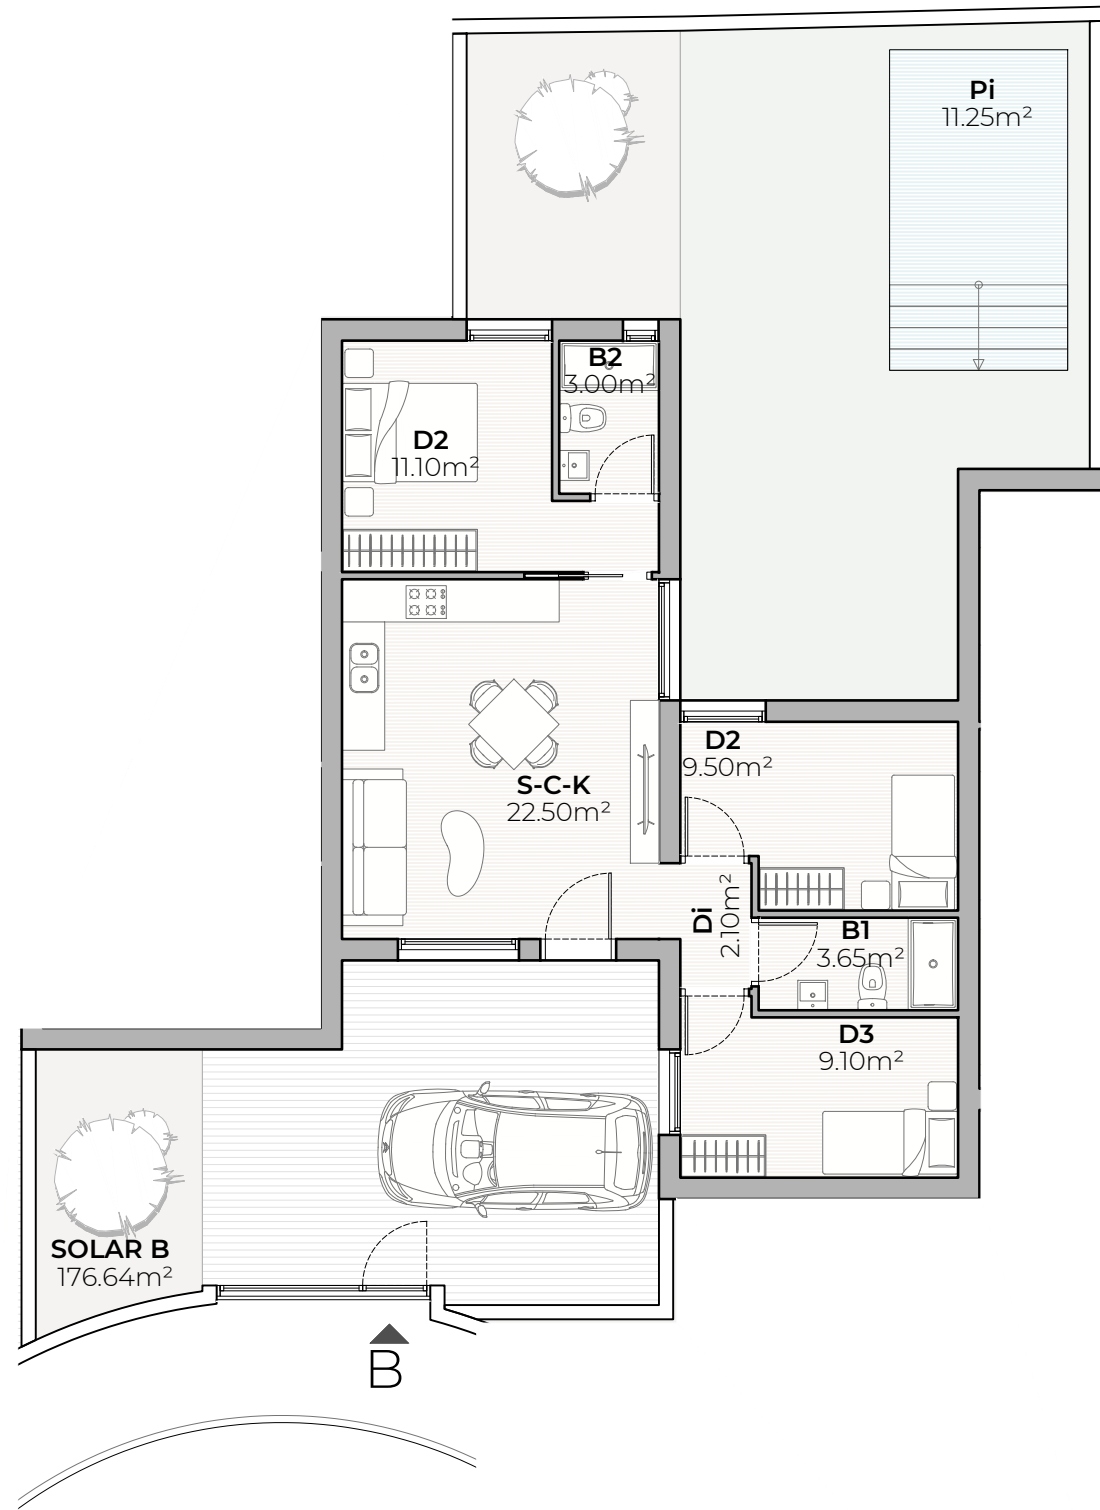 Pi
11.25m²
B2
3.00m²
D2
11.10m²
D2
9.50m²
S-C-K
22.50m²
Di
2.10m²
B1
3.65m²
D3
9.10m²
SOLAR B
176.64m²
B